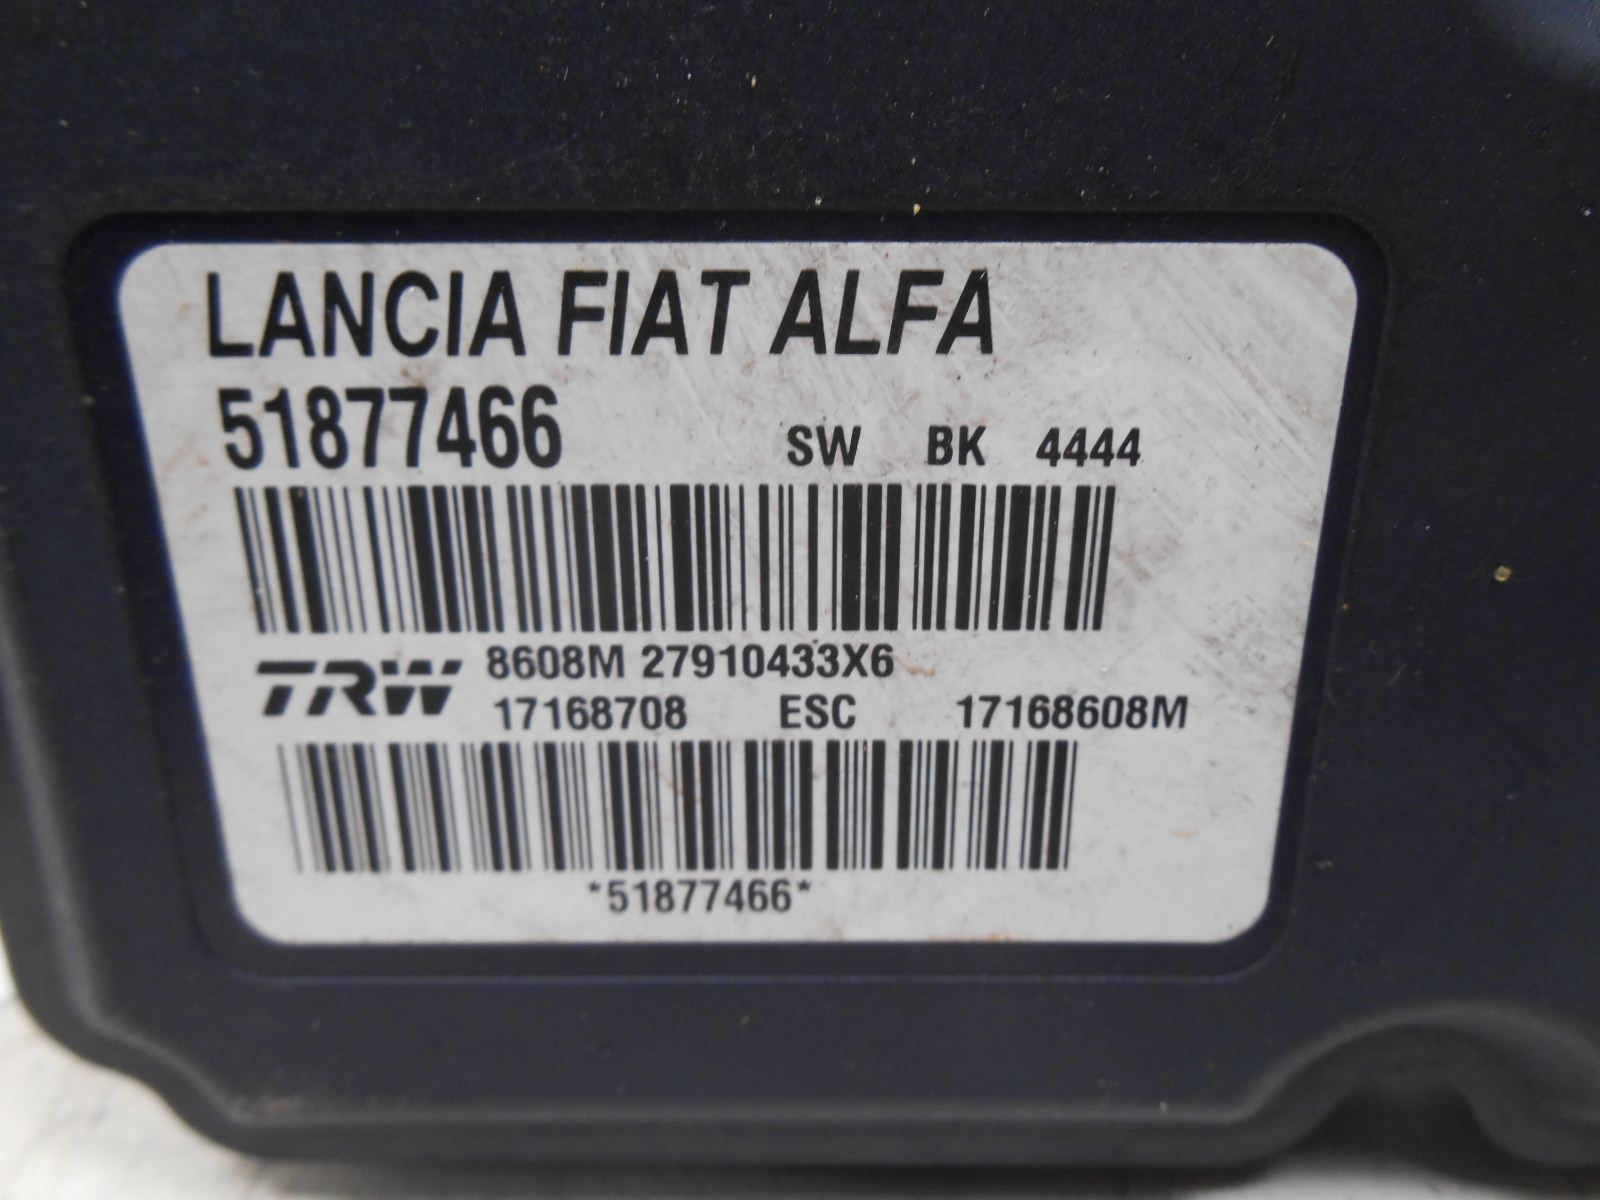 LANCIA FIAT ALFA
51877466 SW BK 4444
TRW 8608M 27910433X6
17168708 ESC 17168608M
*51877466*